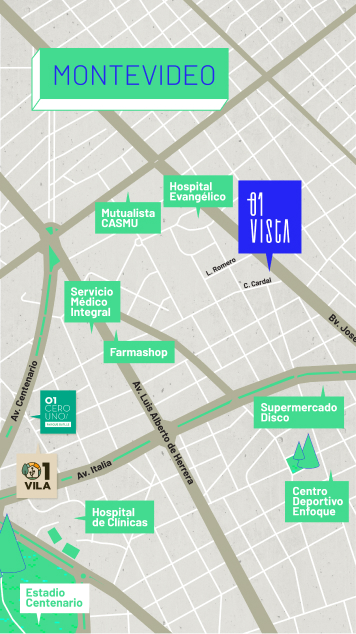 MONTEVIDEO
Hospital
Evangélico
01
VISTA
Mutualista
CASMU
L. Romero
C. Cardal
Servicio
Médico
Integral
Bv. José
Farmashop
Av. Centenario
Av. Luis Alberto de Herrera
01
CERO
UNO/
Supermercado
Disco
01
VILA
Av. Italia
Centro
Deportivo
Enfoque
Hospital
de Clínicas
Estadio
Centenario